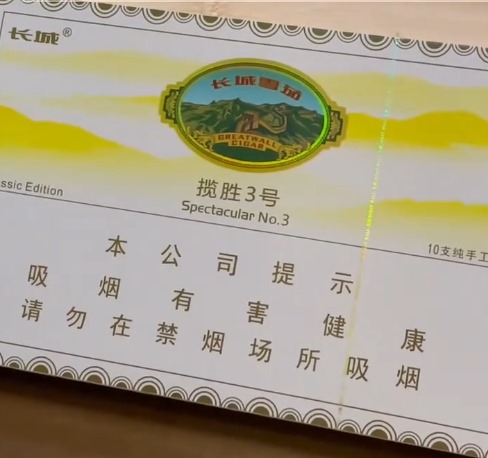 长城®
长城雪茄
GREATWALL
CIGAR
揽胜3号
Spectacular No.3
assic Edition
10支纯手工
本公司提示
吸烟有害健康
请勿在禁烟场所吸烟